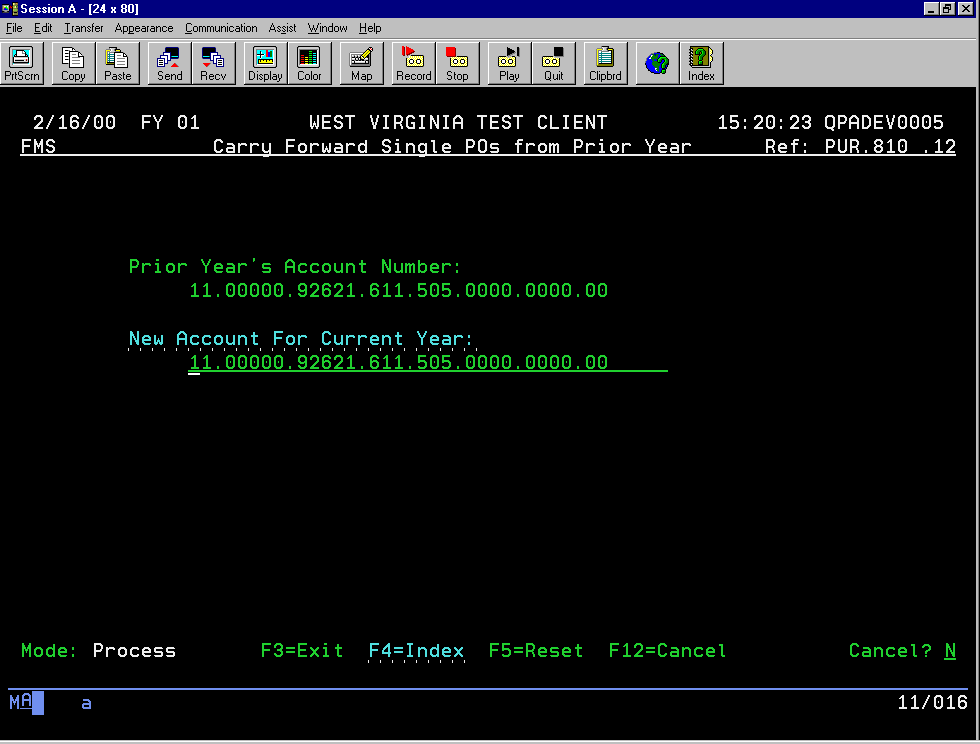 Session A - [24 x 80]
File Edit Transfer Appearance Communication Assist Window Help
PrtScrn Copy Paste Send Recv Display Color Map Record Stop Play Quit Clipbrd Index
2/16/00 FY 01 WEST VIRGINIA TEST CLIENT 15:20:23 QPADEV0005
FMS Carry Forward Single POs from Prior Year Ref: PUR.810 .12
Prior Year's Account Number:
11.00000.92621.611.505.0000.0000.00
New Account For Current Year:
11.00000.92621.611.505.0000.0000.00
Mode: Process F3=Exit F4=Index F5=Reset F12=Cancel Cancel? N
MA a 11/016